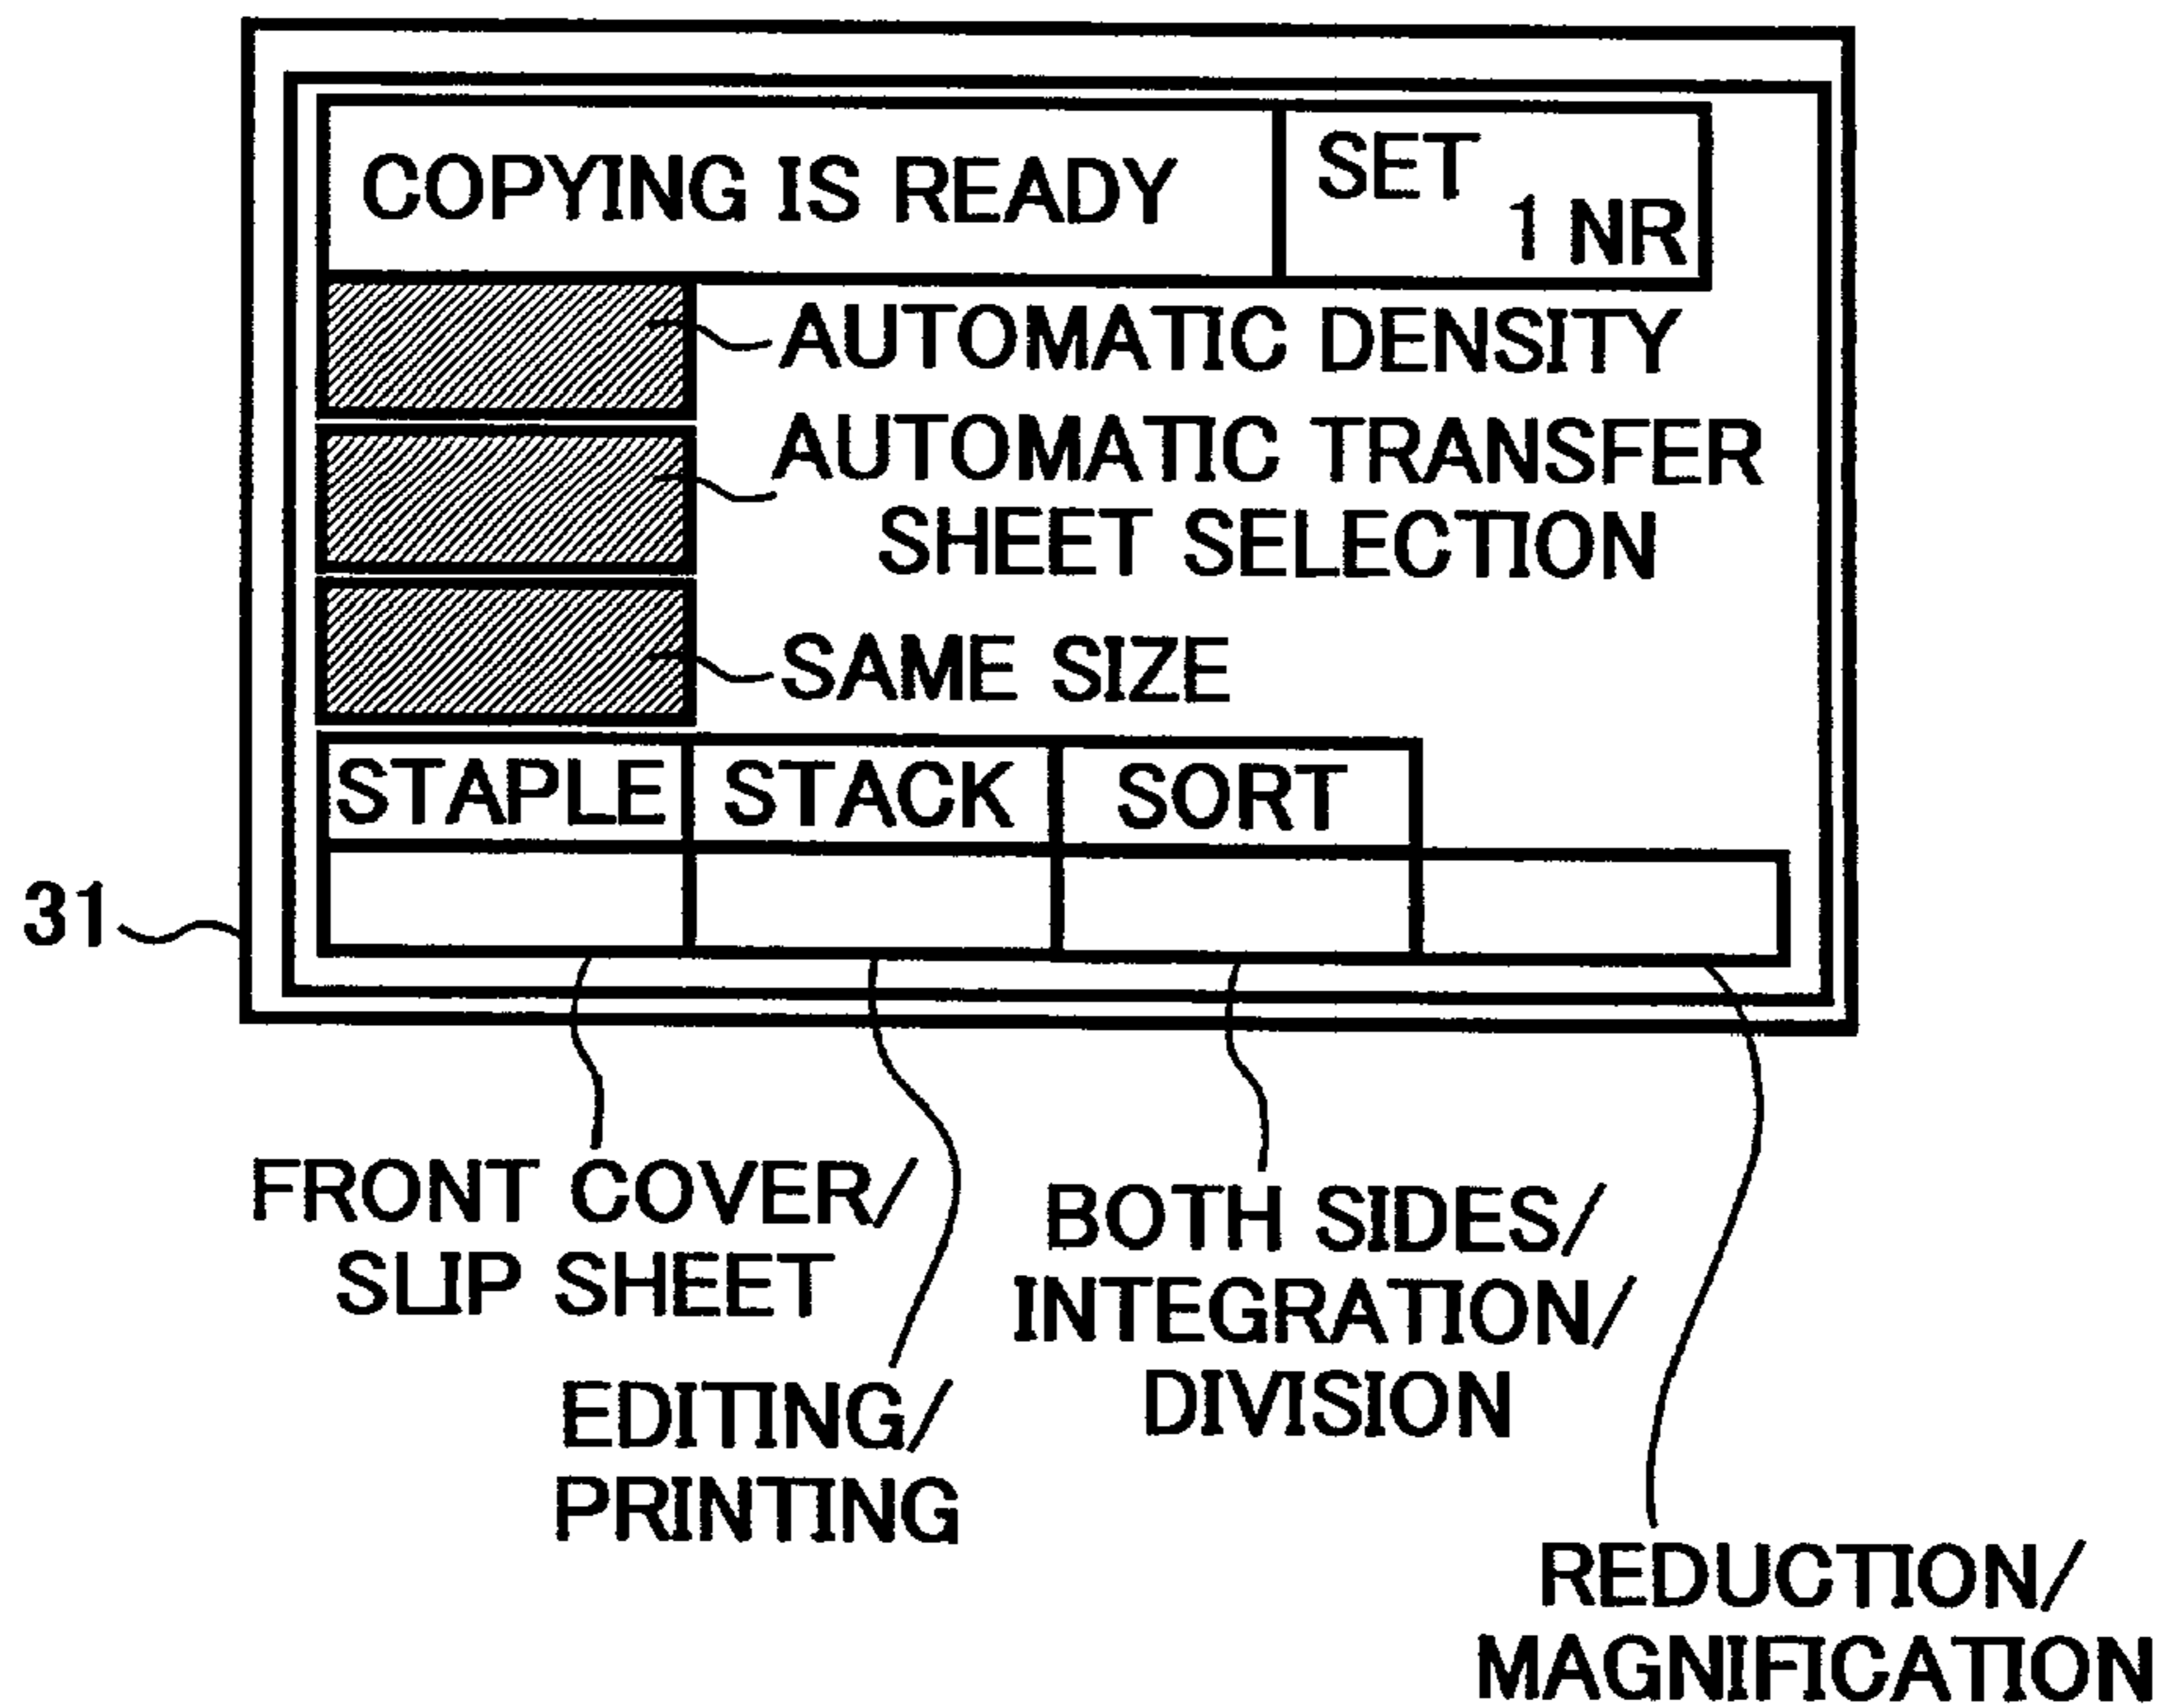 COPYING IS READY
SET
1 NR
AUTOMATIC DENSITY
AUTOMATIC TRANSFER
SHEET SELECTION
SAME SIZE
STAPLE
STACK
SORT
31
FRONT COVER/
SLIP SHEET
EDITING/
PRINTING
BOTH SIDES/
INTEGRATION/
DIVISION
REDUCTION/
MAGNIFICATION